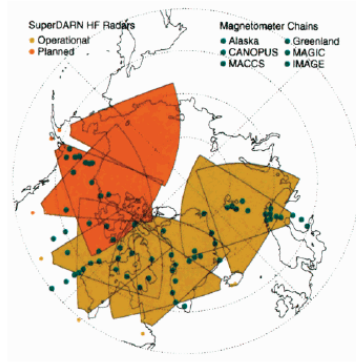 SuperDARN HF Radars
Operational
Planned
Magnetometer Chains
Alaska
Greenland
CANOPUS
MAGIC
MACCS
IMAGE